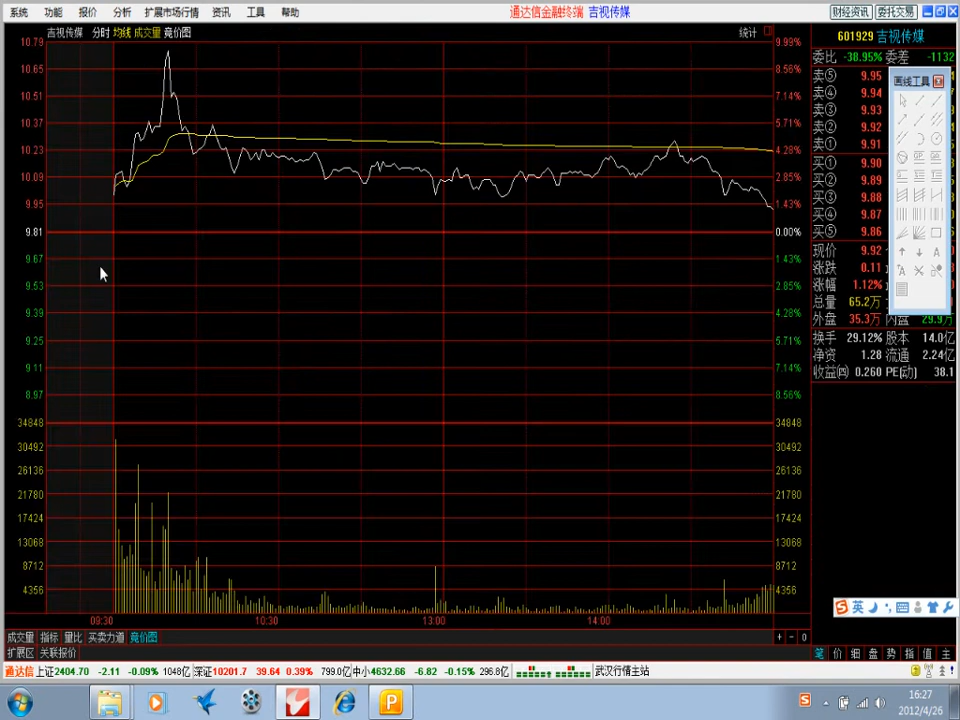 系统 功能 报价 分析 扩展市场行情 资讯 工具 帮助 通达信金融终端 吉视传媒 财经资讯 委托交易
吉视传媒 分时 均线 成交量 竞价图 统计
601929 吉视传媒
委比 -38.95% 委差 -1132
画线工具
卖⑤ 9.95
卖④ 9.94
卖③ 9.93
卖② 9.92
卖① 9.91
买① 9.90
买② 9.89
买③ 9.88
买④ 9.87
买⑤ 9.86
现价 9.92
涨跌 0.11
涨幅 1.12%
总量 65.2万
外盘 35.3万 内盘 29.9万
换手 29.12% 股本 14.0亿
净资 1.28 流通 2.24亿
收益㈣ 0.260 PE(动) 38.1
10.79 9.99%
10.65 8.56%
10.51 7.14%
10.37 5.71%
10.23 4.28%
10.09 2.85%
9.95 1.43%
9.81 0.00%
9.67 1.43%
9.53 2.85%
9.39 4.28%
9.25 5.71%
9.11 7.14%
8.97 8.56%
34848 34848
30492 30492
26136 26136
21780 21780
17424 17424
13068 13068
8712 8712
4356 4356
09:30 10:30 13:00 14:00
英
成交量 指标 量比 买卖力道 竞价图 + - 0
扩展区 关联报价 笔 价 细 盘 势 指 值 主
通达信 上证2404.70 -2.11 -0.09% 1048亿 深证10201.7 39.64 0.39% 799.0亿 中小4632.66 -6.82 -0.15% 296.8亿 武汉行情主站
16:27
2012/4/26